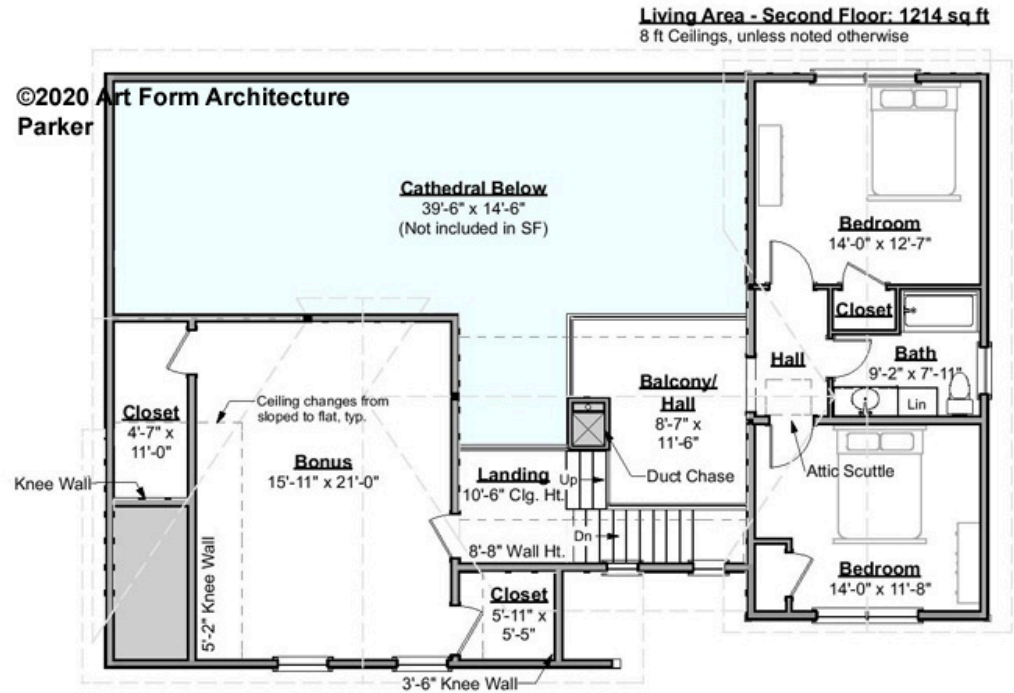 Living Area - Second Floor: 1214 sq ft
8 ft Ceilings, unless noted otherwise
©2020 Art Form Architecture
Parker
Cathedral Below
39'-6" x 14'-6"
(Not included in SF)
Bedroom
14'-0" x 12'-7"
Closet
Hall
Bath
9'-2" x 7'-11"
Lin
Balcony/
Hall
8'-7" x
11'-6"
Ceiling changes from
sloped to flat, typ.
Closet
4'-7" x
11'-0"
Bonus
15'-11" x 21'-0"
Knee Wall
Landing
10'-6" Clg. Ht.
Up
Duct Chase
Attic Scuttle
Dn
8'-8" Wall Ht.
5'-2" Knee Wall
Closet
5'-11" x
5'-5"
Bedroom
14'-0" x 11'-8"
3'-6" Knee Wall